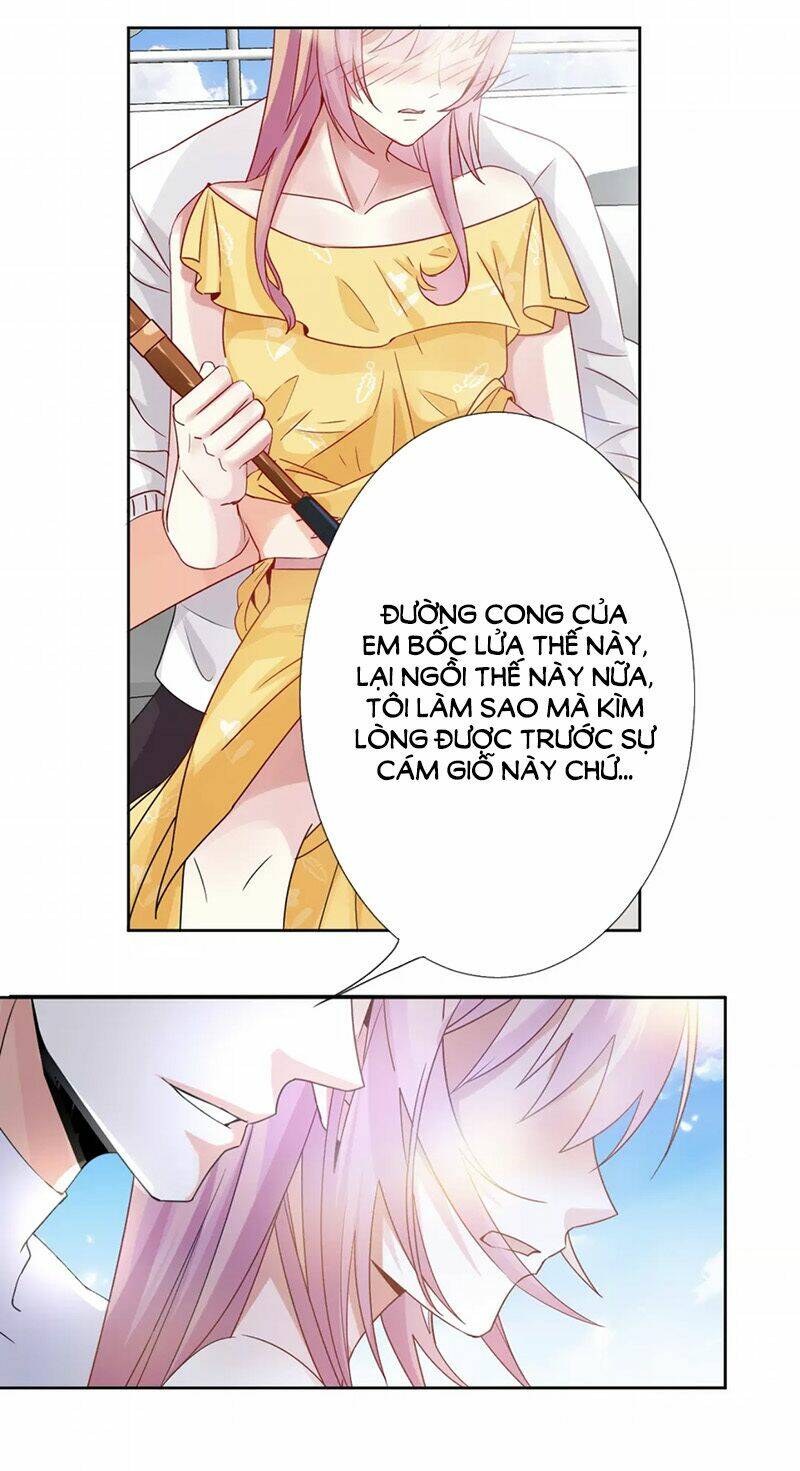 ĐƯỜNG CONG CỦA
EM BỐC LỬA THẾ NÀY,
LẠI NGỒI THẾ NÀY NỮA,
TÔI LÀM SAO MÀ KÌM
LÒNG ĐƯỢC TRƯỚC SỰ
CÁM GIỖ NÀY CHỨ...